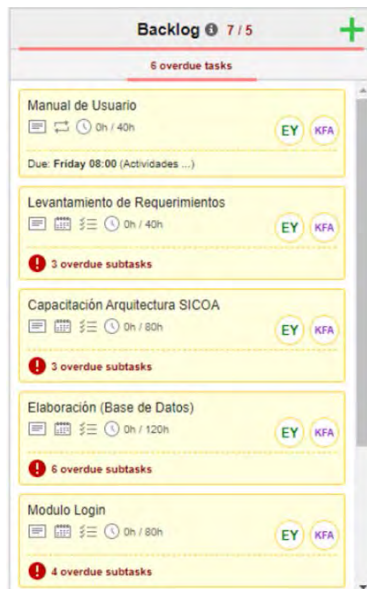 Backlog 7 / 5
6 overdue tasks
Manual de Usuario
0h / 40h
EY KFA
Due: Friday 08:00 (Actividades ...)
Levantamiento de Requerimientos
0h / 40h
EY KFA
3 overdue subtasks
Capacitación Arquitectura SICOA
0h / 80h
EY KFA
3 overdue subtasks
Elaboración (Base de Datos)
0h / 120h
EY KFA
6 overdue subtasks
Modulo Login
0h / 80h
EY KFA
4 overdue subtasks